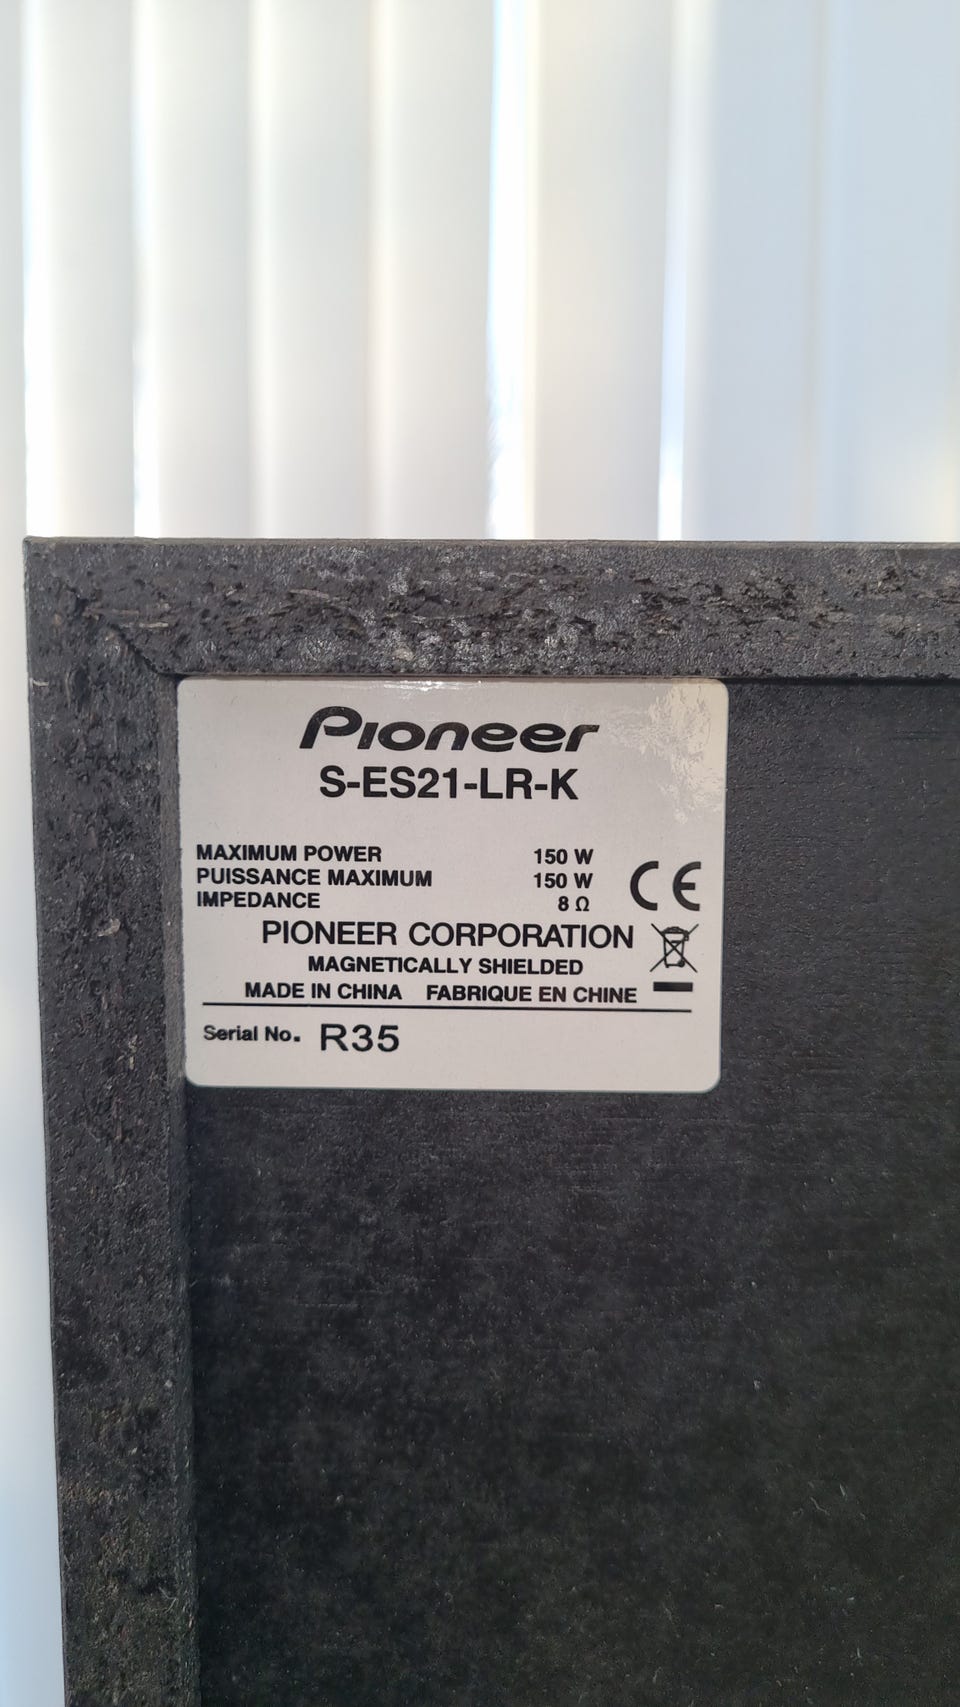 Pioneer
S-ES21-LR-K
MAXIMUM POWER 150 W
PUISSANCE MAXIMUM 150 W
IMPEDANCE 8 Ω
CE
PIONEER CORPORATION
MAGNETICALLY SHIELDED
MADE IN CHINA FABRIQUE EN CHINE
Serial No. R35